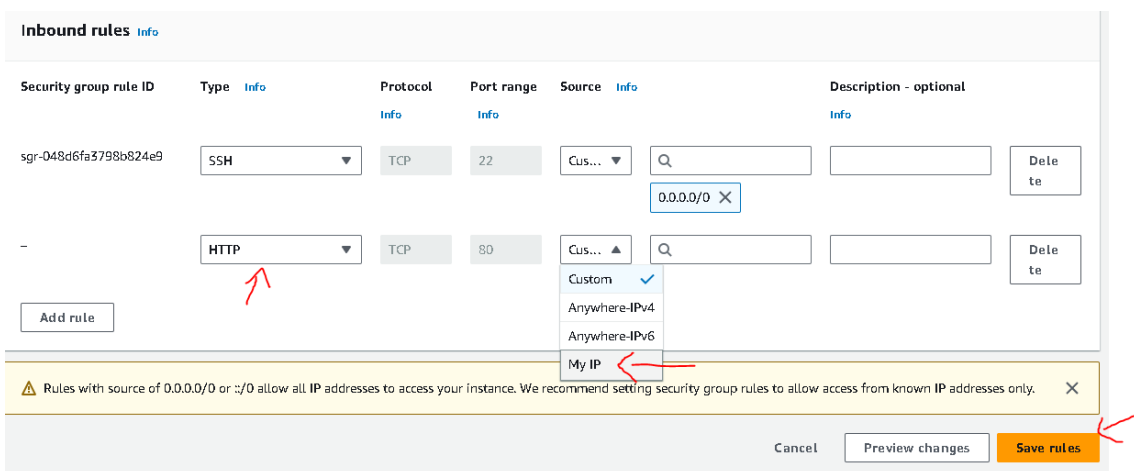 Inbound rules Info
Security group rule ID Type Info Protocol Info Port range Info Source Info Description - optional Info
sgr-048d6fa3798b824e9 SSH TCP 22 Cus... Delete
0.0.0.0/0
– HTTP TCP 80 Cus... Delete
Custom
Anywhere-IPv4
Anywhere-IPv6
My IP
Add rule
Rules with source of 0.0.0.0/0 or ::/0 allow all IP addresses to access your instance. We recommend setting security group rules to allow access from known IP addresses only.
Cancel Preview changes Save rules